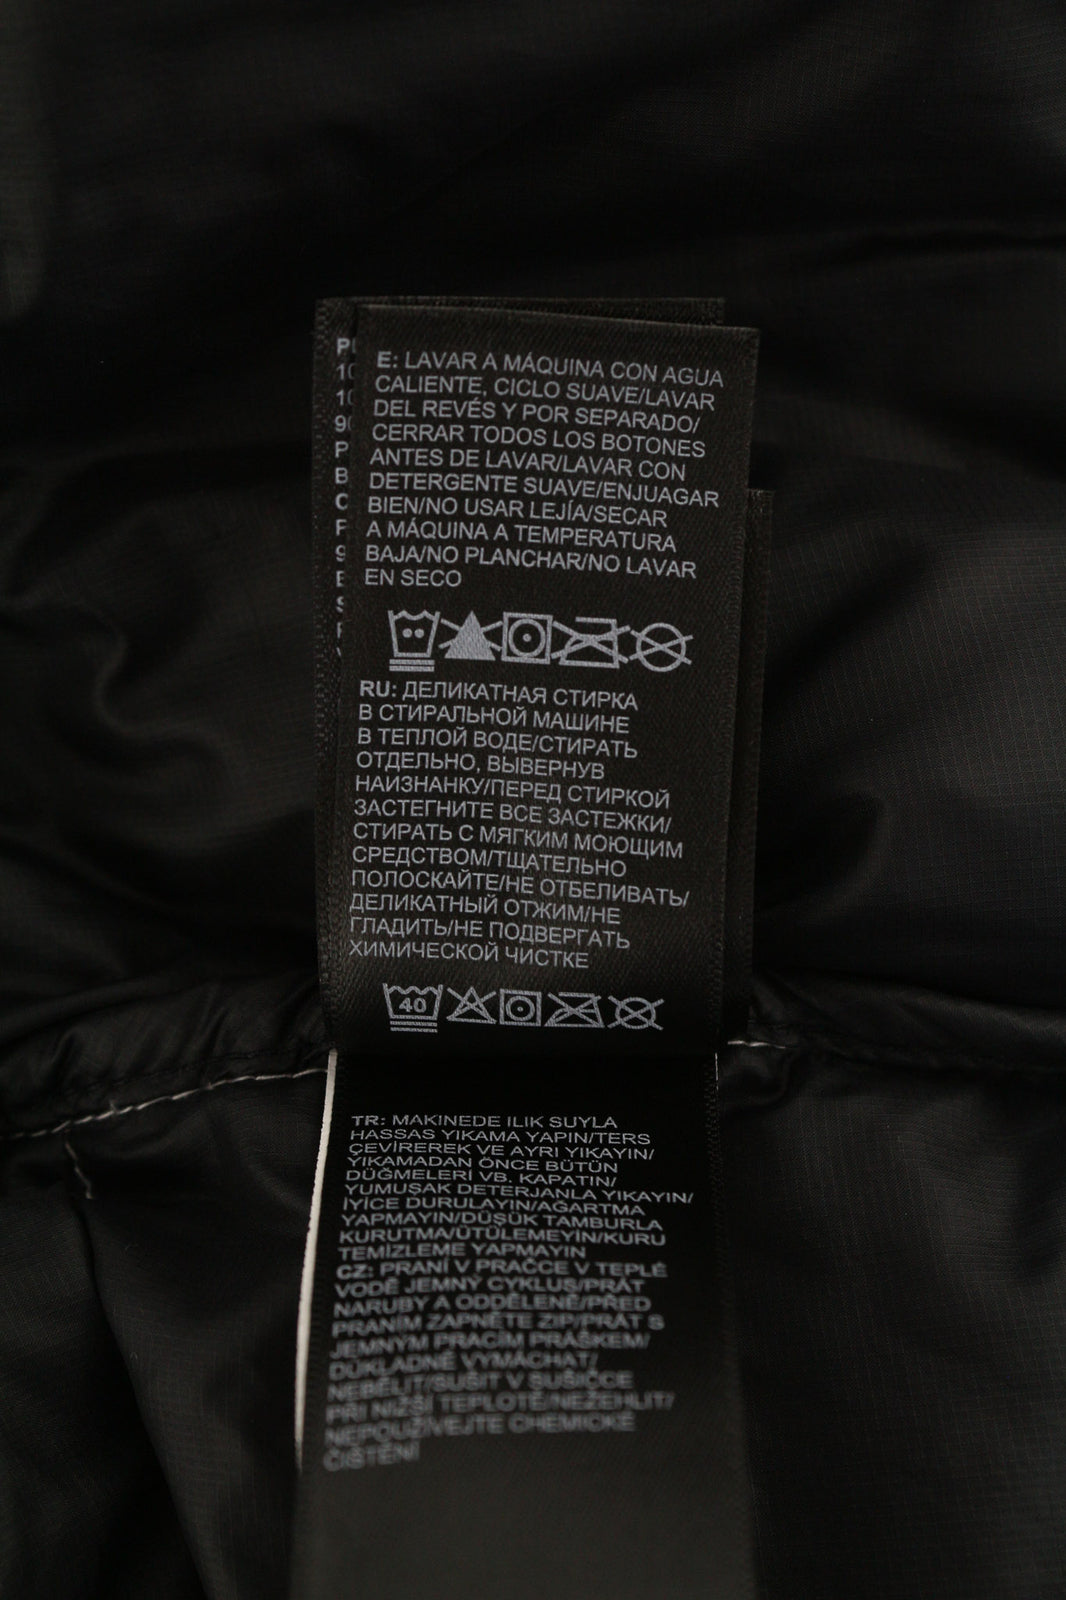 E: LAVAR A MÁQUINA CON AGUA
CALIENTE, CICLO SUAVE/LAVAR
DEL REVÉS Y POR SEPARADO/
CERRAR TODOS LOS BOTONES
ANTES DE LAVAR/LAVAR CON
DETERGENTE SUAVE/ENJUAGAR
BIEN/NO USAR LEJÍA/SECAR
A MÁQUINA A TEMPERATURA
BAJA/NO PLANCHAR/NO LAVAR
EN SECO
RU: ДЕЛИКАТНАЯ СТИРКА
В СТИРАЛЬНОЙ МАШИНЕ
В ТЕПЛОЙ ВОДЕ/СТИРАТЬ
ОТДЕЛЬНО, ВЫВЕРНУВ
НАИЗНАНКУ/ПЕРЕД СТИРКОЙ
ЗАСТЕГНИТЕ ВСЕ ЗАСТЕЖКИ/
СТИРАТЬ С МЯГКИМ МОЮЩИМ
СРЕДСТВОМ/ТЩАТЕЛЬНО
ПОЛОСКАЙТЕ/НЕ ОТБЕЛИВАТЬ/
ДЕЛИКАТНЫЙ ОТЖИМ/НЕ
ГЛАДИТЬ/НЕ ПОДВЕРГАТЬ
ХИМИЧЕСКОЙ ЧИСТКЕ
40
TR: MAKİNEDE ILIK SUYLA
HASSAS YIKAMA YAPIN/TERS
ÇEVİREREK VE AYRI YIKAYIN/
YIKAMADAN ÖNCE BÜTÜN
DÜĞMELERİ VB. KAPATIN/
YUMUŞAK DETERJANLA YIKAYIN/
İYİCE DURULAYIN/AĞARTMA
YAPMAYIN/DÜŞÜK TAMBURLA
KURUTMA/ÜTÜLEMEYİN/KURU
TEMİZLEME YAPMAYIN
CZ: PRANÍ V PRAČCE V TEPLÉ
VODĚ JEMNÝ CYKLUS/PRÁT
NARUBY A ODDĚLENĚ/PŘED
PRANÍM ZAPNĚTE ZIP/PRÁT S
JEMNÝM PRACÍM PRÁŠKEM/
DŮKLADNĚ VYMÁCHAT/
NEBĚLIT/SUŠIT V SUŠIČCE
PŘI NIŽŠÍ TEPLOTĚ/NEŽEHLIT/
NEPOUŽÍVEJTE CHEMICKÉ
ČIŠTĚNÍ